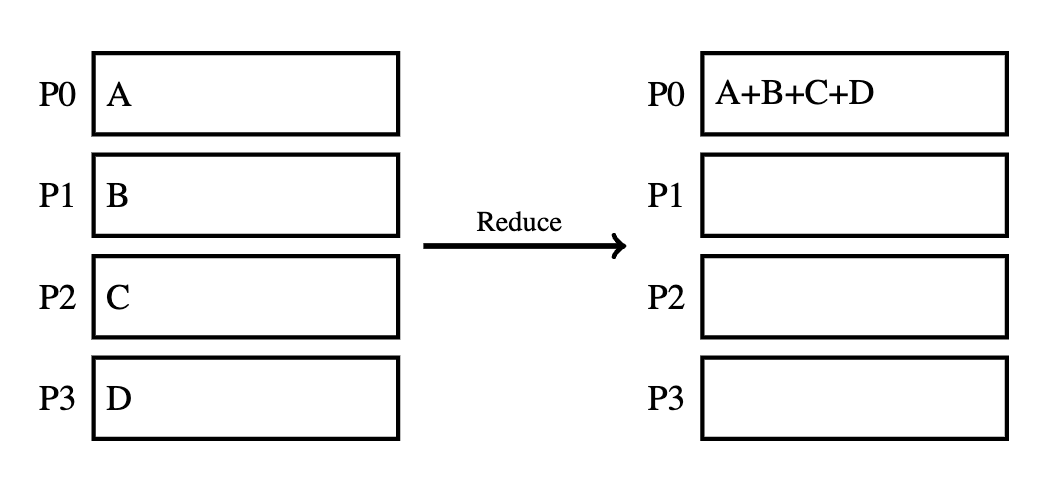 P0 A
P1 B
P2 C
P3 D
Reduce
P0 A+B+C+D
P1
P2
P3